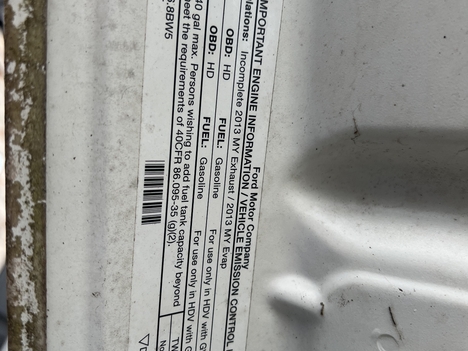 Ford Motor Company
IMPORTANT ENGINE INFORMATION / VEHICLE EMISSION CONTROL
Incomplete 2013 MY Exhaust / 2013 MY Evap
OBD: HD FUEL: Gasoline For use only in HDV with
OBD: HD FUEL: Gasoline For use only in HDV with
40 gal max. Persons wishing to add fuel tank capacity beyond
meet the requirements of 40CFR 86.095-35 (g)(2).
6.8BW5